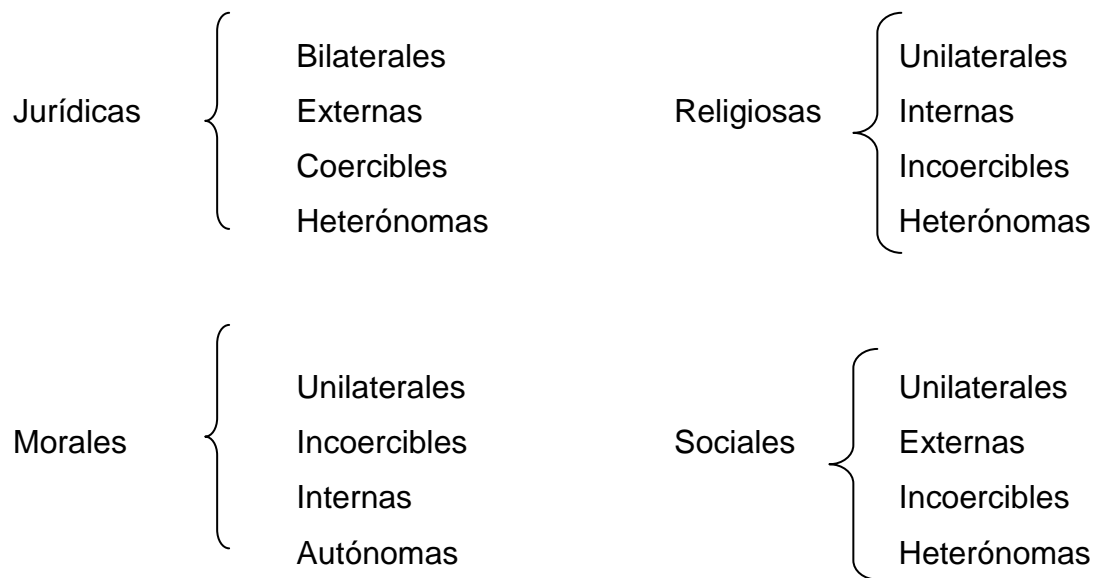 Jurídicas
Bilaterales
Externas
Coercibles
Heterónomas
Religiosas
Unilaterales
Internas
Incoercibles
Heterónomas
Morales
Unilaterales
Incoercibles
Internas
Autónomas
Sociales
Unilaterales
Externas
Incoercibles
Heterónomas